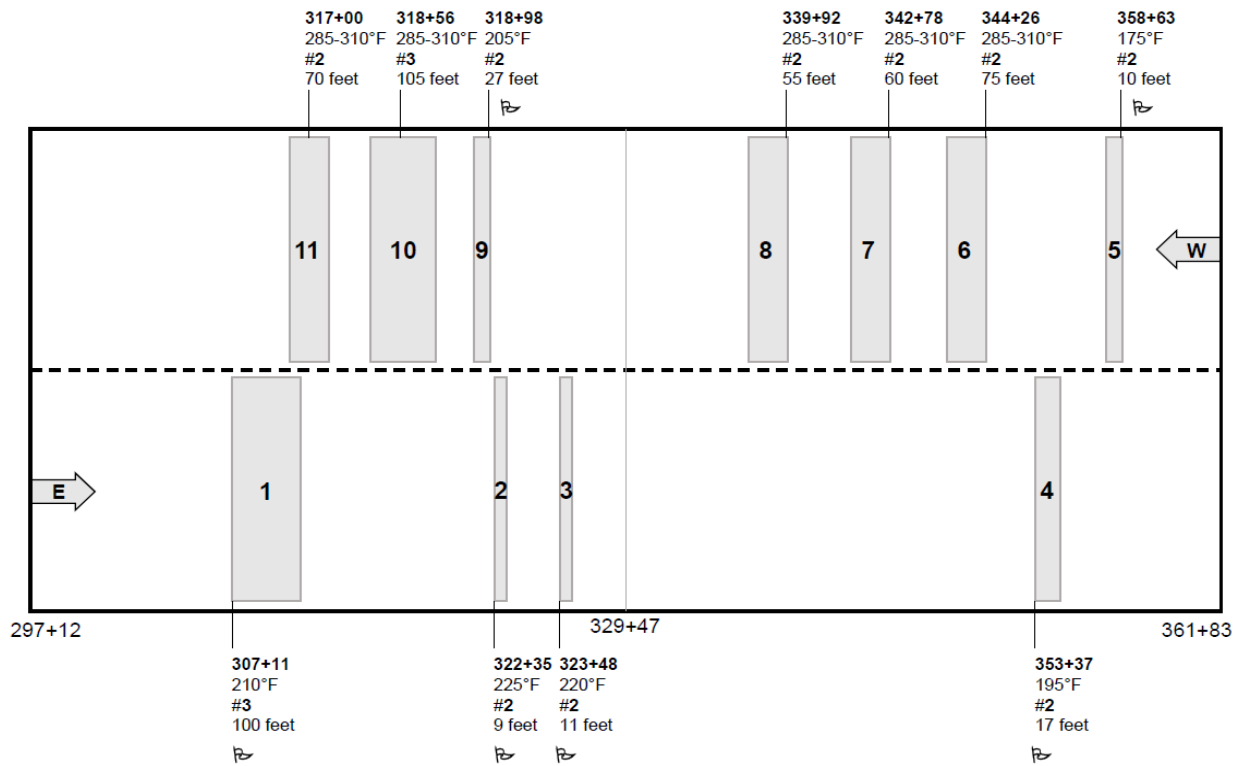 317+00
285-310°F
#2
70 feet
318+56
285-310°F
#3
105 feet
318+98
205°F
#2
27 feet
339+92
285-310°F
#2
55 feet
342+78
285-310°F
#2
60 feet
344+26
285-310°F
#2
75 feet
358+63
175°F
#2
10 feet
11
10
9
8
7
6
5
W
E
1
2
3
4
297+12
329+47
361+83
307+11
210°F
#3
100 feet
322+35
225°F
#2
9 feet
323+48
220°F
#2
11 feet
353+37
195°F
#2
17 feet